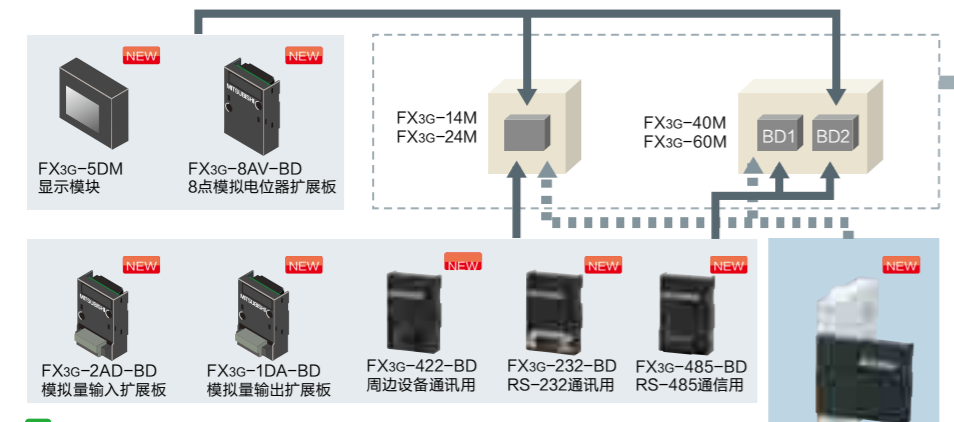 NEW
NEW
MITSUBISHI
FX3G-5DM
显示模块
FX3G-8AV-BD
8点模拟电位器扩展板
FX3G-14M
FX3G-24M
FX3G-40M
FX3G-60M
BD1
BD2
NEW
NEW
NEW
NEW
NEW
NEW
MITSUBISHI
MITSUBISHI
FX3G-2AD-BD
模拟量输入扩展板
FX3G-1DA-BD
模拟量输出扩展板
FX3G-422-BD
周边设备通讯用
FX3G-232-BD
RS-232通讯用
FX3G-485-BD
RS-485通信用